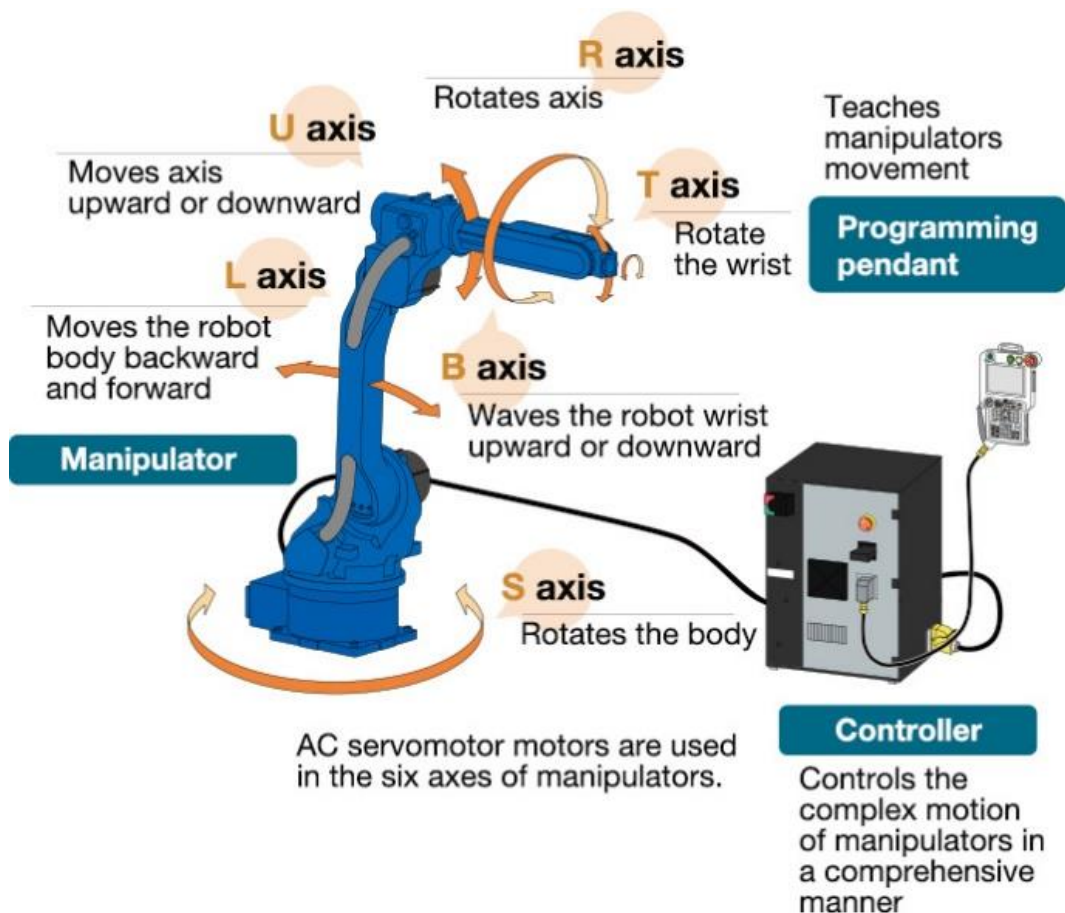 R axis
Rotates axis
U axis
Moves axis
upward or downward
T axis
Rotate
the wrist
Teaches
manipulators
movement
Programming
pendant
L axis
Moves the robot
body backward
and forward
B axis
Waves the robot wrist
upward or downward
Manipulator
S axis
Rotates the body
AC servomotor motors are used
in the six axes of manipulators.
Controller
Controls the
complex motion
of manipulators in
a comprehensive
manner